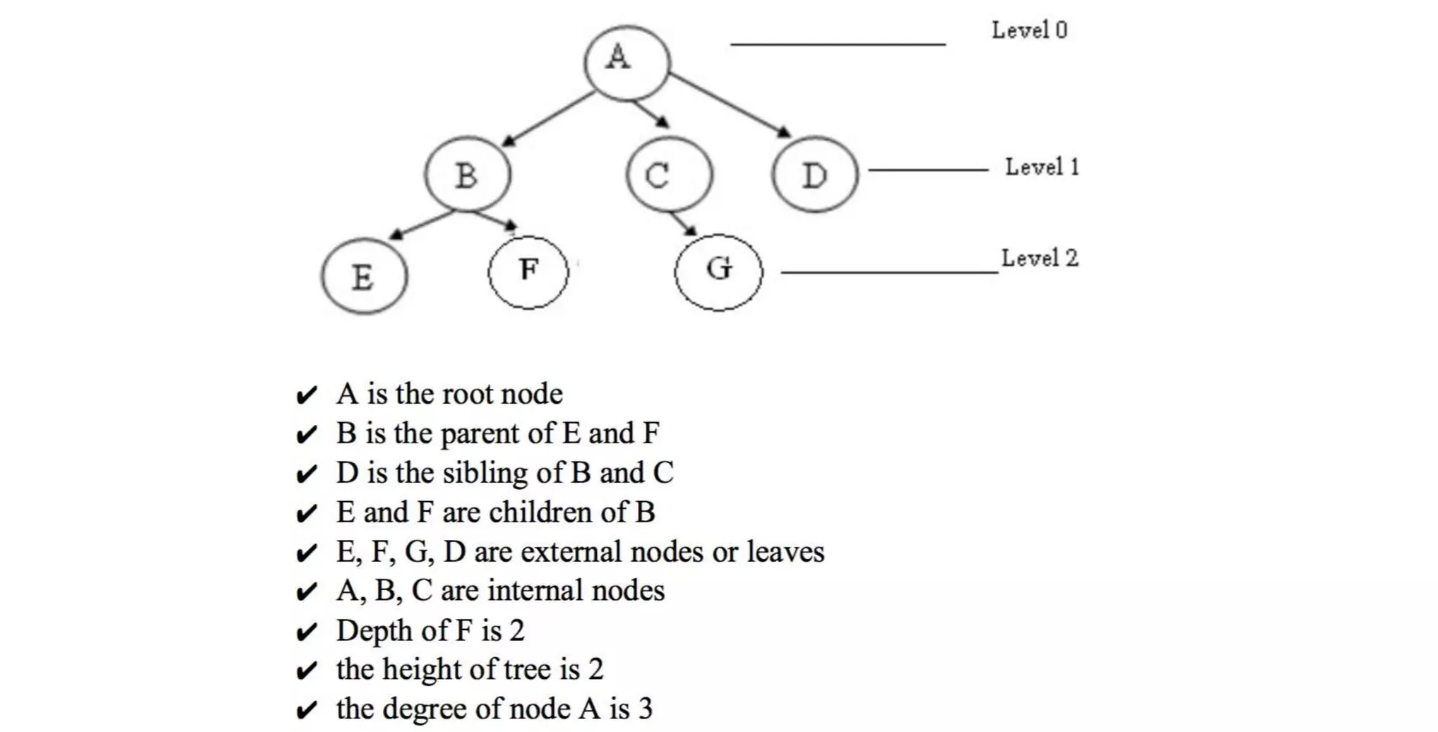 A
Level 0
B
C
D
Level 1
E
F
G
Level 2
✔ A is the root node
✔ B is the parent of E and F
✔ D is the sibling of B and C
✔ E and F are children of B
✔ E, F, G, D are external nodes or leaves
✔ A, B, C are internal nodes
✔ Depth of F is 2
✔ the height of tree is 2
✔ the degree of node A is 3